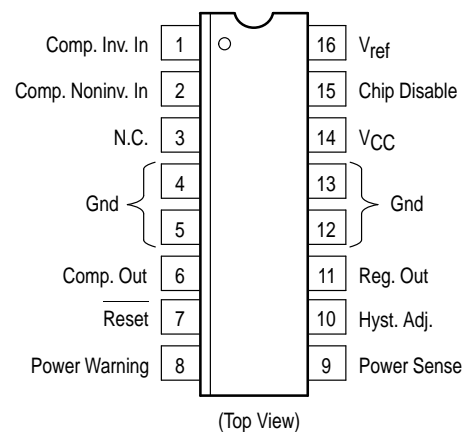 Comp. Inv. In 1 16 Vref
Comp. Noninv. In 2 15 Chip Disable
N.C. 3 14 VCC
4 13
Gnd Gnd
5 12
Comp. Out 6 11 Reg. Out
Reset 7 10 Hyst. Adj.
Power Warning 8 9 Power Sense
(Top View)